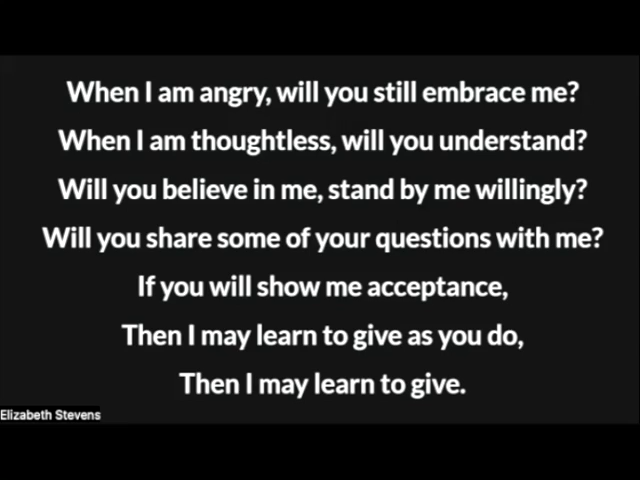 When I am angry, will you still embrace me?
When I am thoughtless, will you understand?
Will you believe in me, stand by me willingly?
Will you share some of your questions with me?
If you will show me acceptance,
Then I may learn to give as you do,
Then I may learn to give.
Elizabeth Stevens